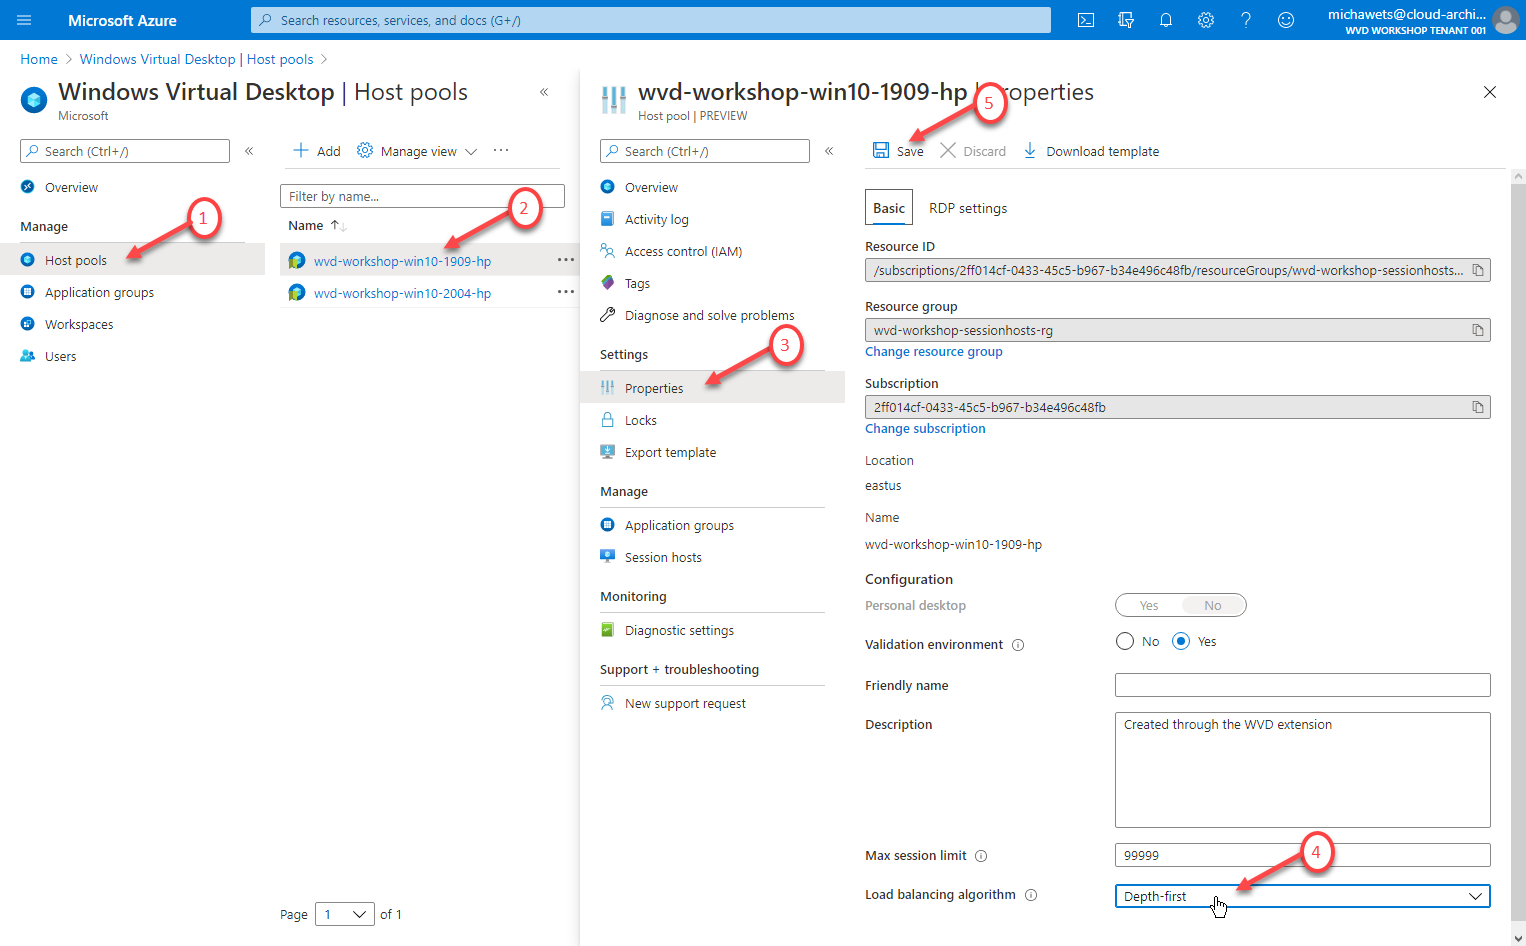 Microsoft Azure
Search resources, services, and docs (G+/)
michawets@cloud-archi...
WVD WORKSHOP TENANT 001
Home > Windows Virtual Desktop | Host pools >
Windows Virtual Desktop | Host pools
Microsoft
«
Search (Ctrl+/)
«
Overview
Manage
1
Host pools
Application groups
Workspaces
Users
Add
Manage view
...
Filter by name...
2
Name ↑↓
wvd-workshop-win10-1909-hp
...
wvd-workshop-win10-2004-hp
...
Page 1 of 1
wvd-workshop-win10-1909-hp | Properties
Host pool | PREVIEW
5
Search (Ctrl+/)
«
Overview
Activity log
Access control (IAM)
Tags
Diagnose and solve problems
3
Settings
Properties
Locks
Export template
Manage
Application groups
Session hosts
Monitoring
Diagnostic settings
Support + troubleshooting
New support request
Save
Discard
Download template
Basic
RDP settings
Resource ID
/subscriptions/2ff014cf-0433-45c5-b967-b34e496c48fb/resourceGroups/wvd-workshop-sessionhosts...
Resource group
wvd-workshop-sessionhosts-rg
Change resource group
Subscription
2ff014cf-0433-45c5-b967-b34e496c48fb
Change subscription
Location
eastus
Name
wvd-workshop-win10-1909-hp
Configuration
Personal desktop
Yes No
Validation environment
No Yes
Friendly name
Description
Created through the WVD extension
Max session limit
99999
4
Load balancing algorithm
Depth-first